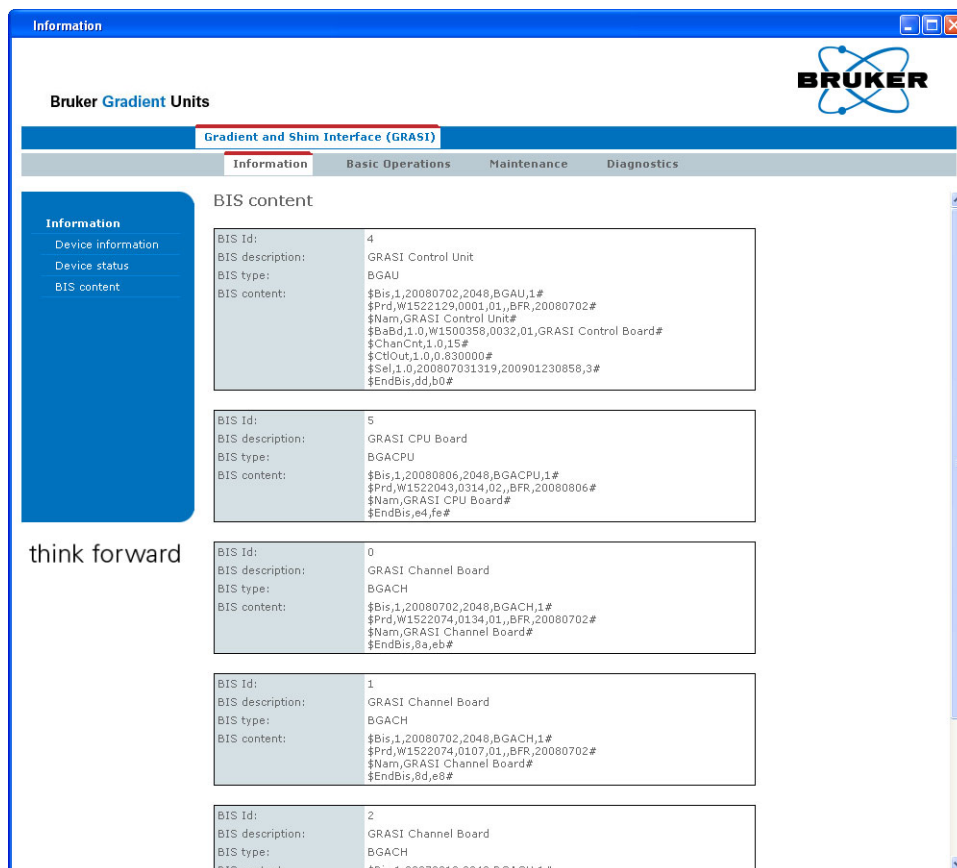 Information
BRUKER
Bruker Gradient Units
Gradient and Shim Interface (GRASI)
Information Basic Operations Maintenance Diagnostics
Information
Device information
Device status
BIS content
think forward
BIS content
BIS Id: 4
BIS description: GRASI Control Unit
BIS type: BGAU
BIS content: $Bis,1,20080702,2048,BGAU,1#
$Prd,W1522129,0001,01,,BFR,20080702#
$Nam,GRASI Control Unit#
$BaBd,1.0,W1500358,0032,01,GRASI Control Board#
$ChanCnt,1.0,15#
$CtlOut,1.0,0.830000#
$Sel,1.0,200807031319,200901230858,3#
$EndBis,dd,b0#
BIS Id: 5
BIS description: GRASI CPU Board
BIS type: BGACPU
BIS content: $Bis,1,20080806,2048,BGACPU,1#
$Prd,W1522043,0314,02,,BFR,20080806#
$Nam,GRASI CPU Board#
$EndBis,e4,fe#
BIS Id: 0
BIS description: GRASI Channel Board
BIS type: BGACH
BIS content: $Bis,1,20080702,2048,BGACH,1#
$Prd,W1522074,0134,01,,BFR,20080702#
$Nam,GRASI Channel Board#
$EndBis,8a,eb#
BIS Id: 1
BIS description: GRASI Channel Board
BIS type: BGACH
BIS content: $Bis,1,20080702,2048,BGACH,1#
$Prd,W1522074,0107,01,,BFR,20080702#
$Nam,GRASI Channel Board#
$EndBis,8d,e8#
BIS Id: 2
BIS description: GRASI Channel Board
BIS type: BGACH